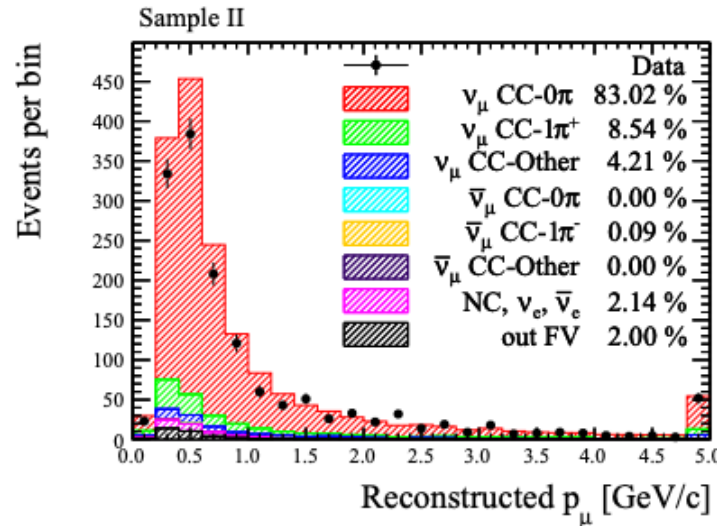 Sample II
Events per bin
450
400
350
300
250
200
150
100
50
0
Data
νμ CC-0π 83.02 %
νμ CC-1π⁺ 8.54 %
νμ CC-Other 4.21 %
ν̄μ CC-0π 0.00 %
ν̄μ CC-1π⁻ 0.09 %
ν̄μ CC-Other 0.00 %
NC, νe, ν̄e 2.14 %
out FV 2.00 %
0.0 0.5 1.0 1.5 2.0 2.5 3.0 3.5 4.0 4.5 5.0
Reconstructed pμ [GeV/c]